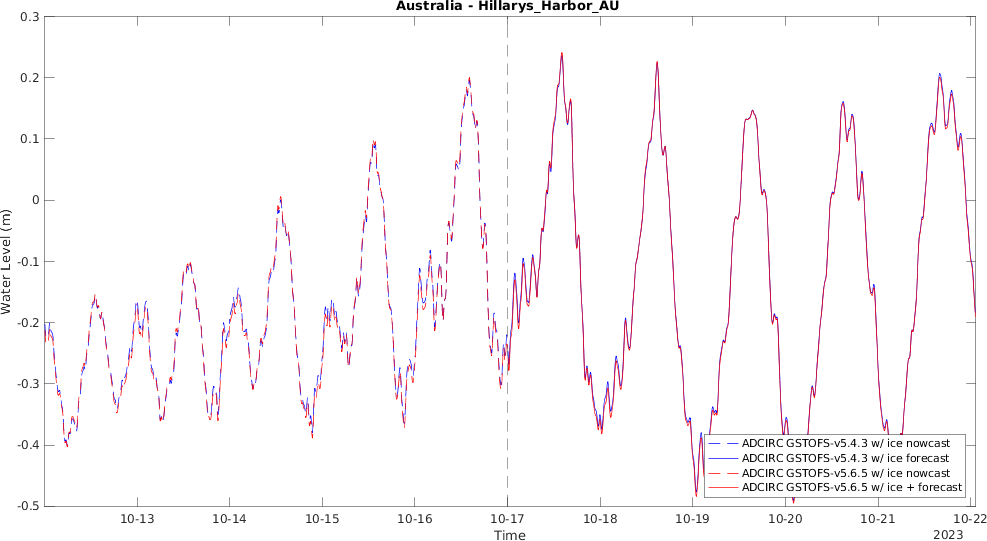 Australia - Hillarys_Harbor_AU
0.3
0.2
0.1
0
-0.1
-0.2
-0.3
-0.4
-0.5
Water Level (m)
ADCIRC GSTOFS-v5.4.3 w/ ice nowcast
ADCIRC GSTOFS-v5.4.3 w/ ice forecast
ADCIRC GSTOFS-v5.6.5 w/ ice nowcast
ADCIRC GSTOFS-v5.6.5 w/ ice + forecast
10-13 10-14 10-15 10-16 10-17 10-18 10-19 10-20 10-21 10-22
Time
2023